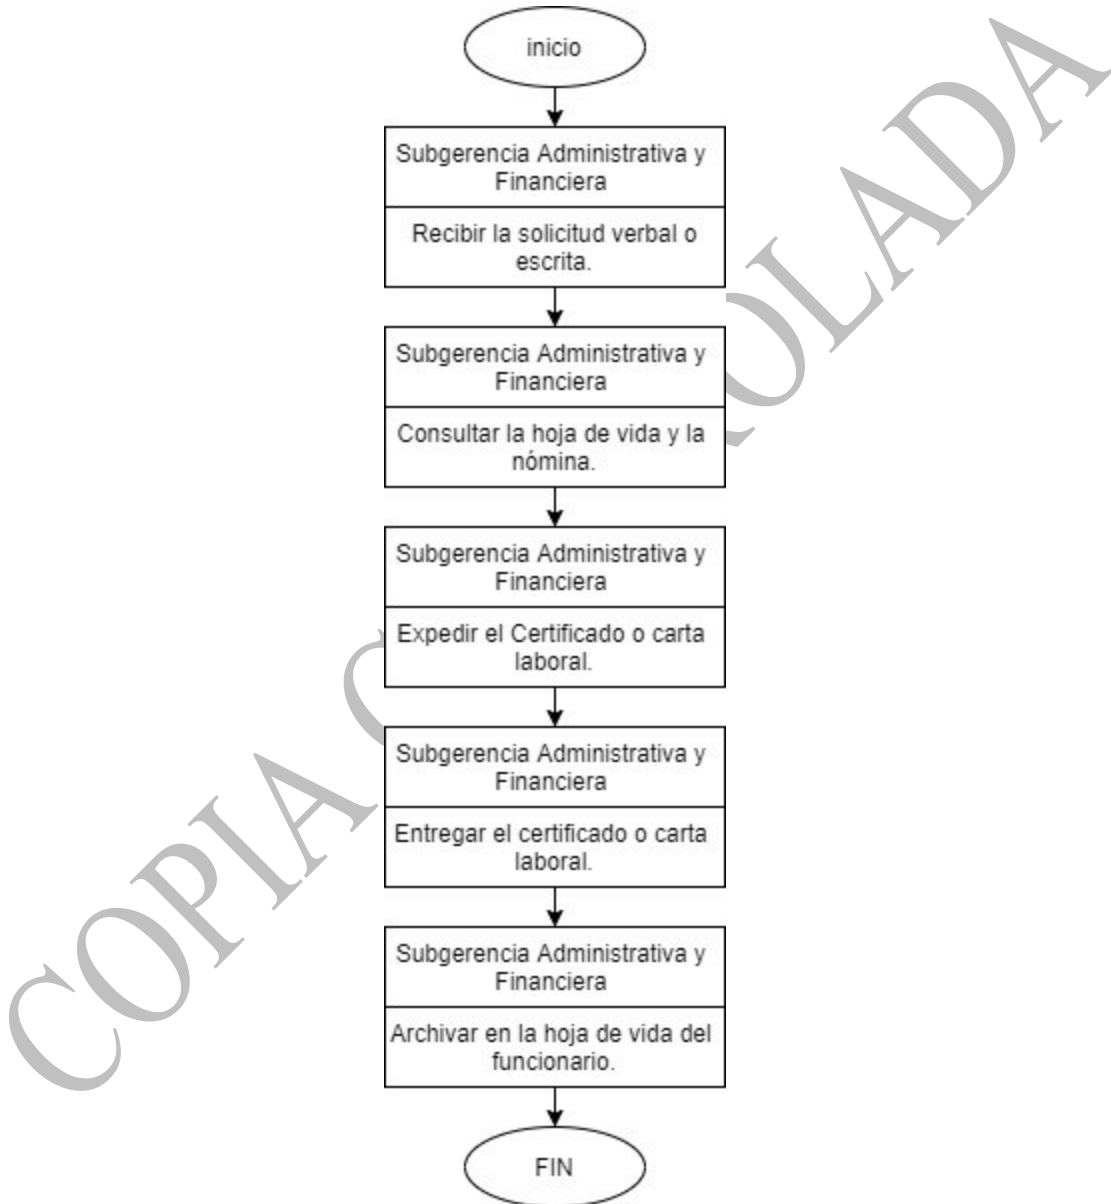 inicio
Subgerencia Administrativa y
Financiera
Recibir la solicitud verbal o
escrita.
Subgerencia Administrativa y
Financiera
Consultar la hoja de vida y la
nómina.
Subgerencia Administrativa y
Financiera
Expedir el Certificado o carta
laboral.
Subgerencia Administrativa y
Financiera
Entregar el certificado o carta
laboral.
Subgerencia Administrativa y
Financiera
Archivar en la hoja de vida del
funcionario.
FIN
COPIA